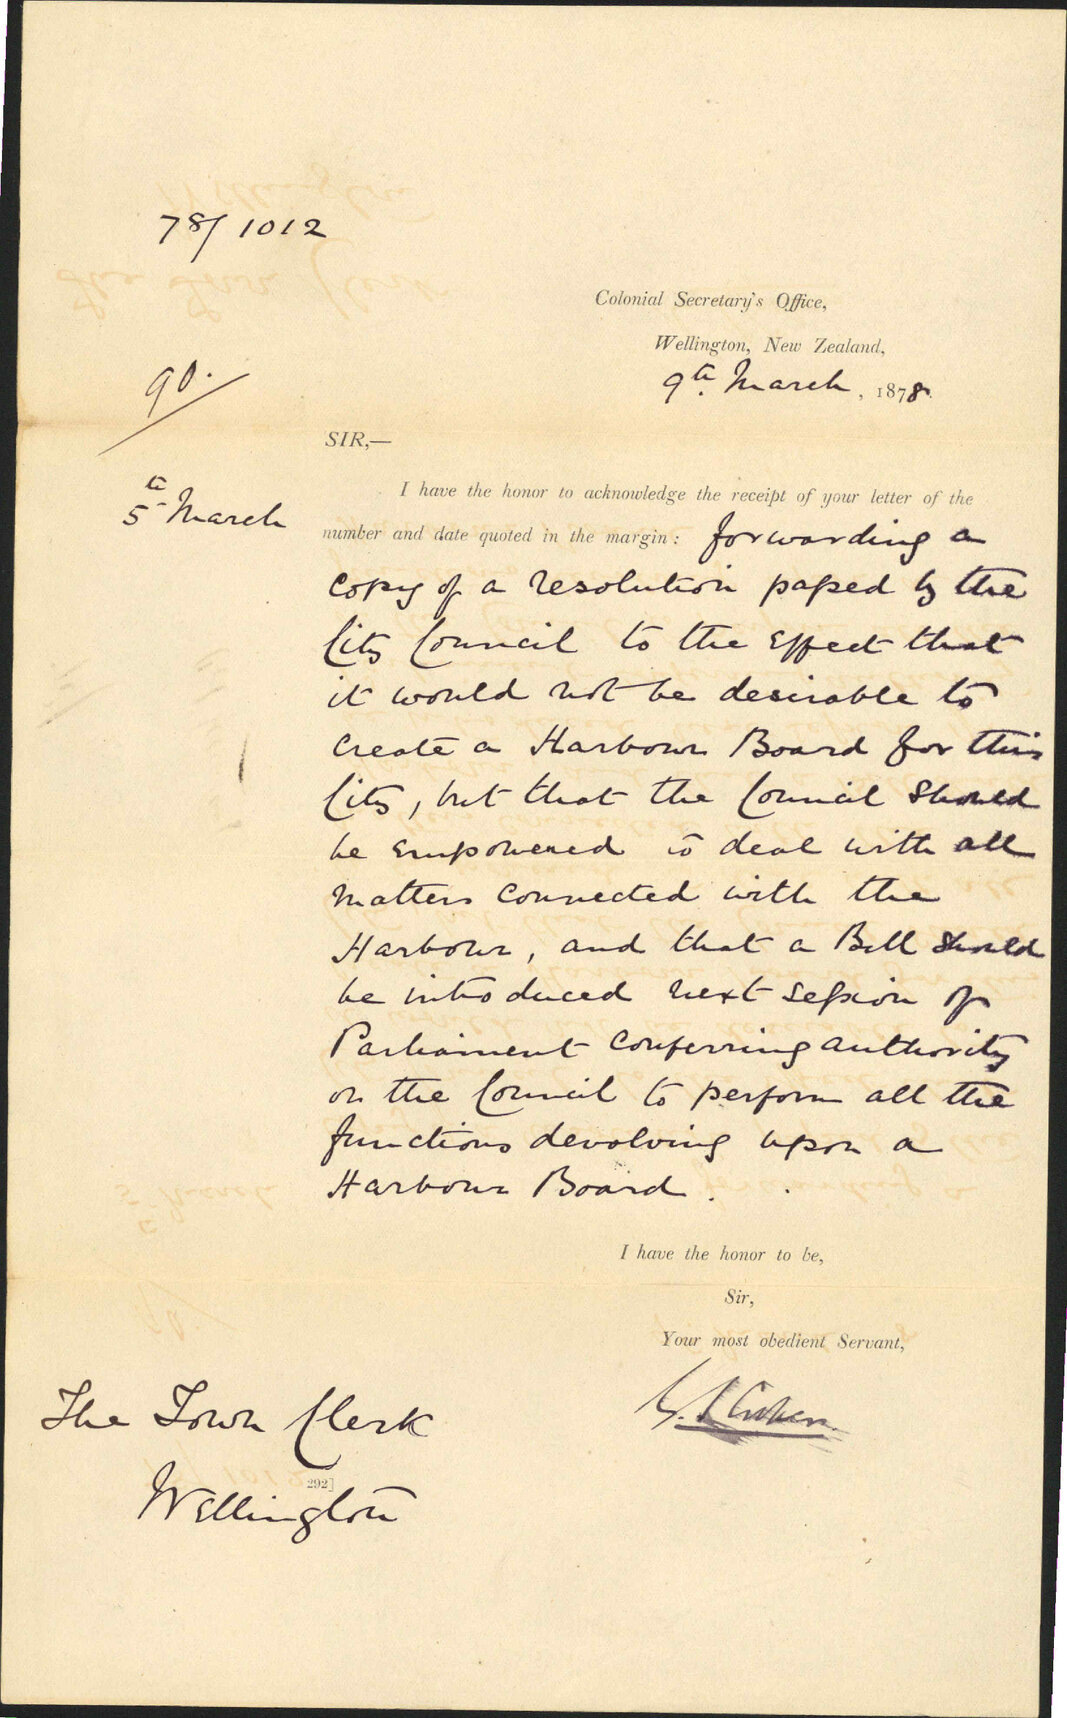 78/1012
Colonial Secretary's Office,
Wellington, New Zealand,
9th March, 1878.
90.
SIR,—
5th March
I have the honor to acknowledge the receipt of your letter of the
number and date quoted in the margin: forwarding a
copy of a resolution passed by the
City Council to the effect that
it would not be desirable to
create a Harbour Board for this
City, but that the Council should
be empowered to deal with all
matters connected with the
Harbour, and that a Bill should
be introduced next session of
Parliament conferring authority
on the Council to perform all the
functions devolving upon a
Harbour Board.
I have the honor to be,
Sir,
Your most obedient Servant,
The Town Clerk
292]
Wellington